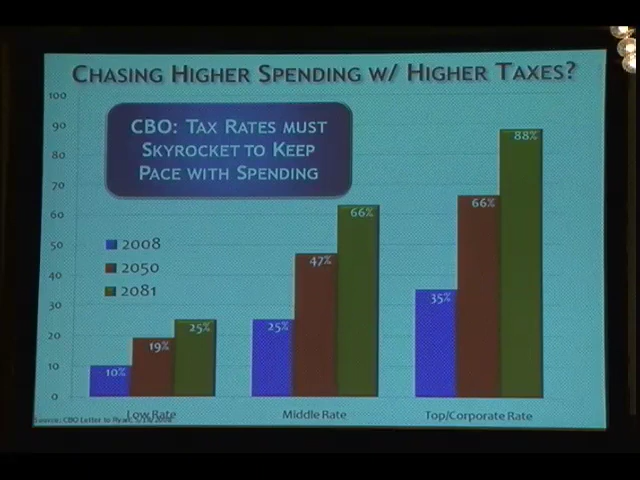 CHASING HIGHER SPENDING W/ HIGHER TAXES?
100
90
80
70
60
50
40
30
20
10
0
CBO: TAX RATES MUST
SKYROCKET TO KEEP
PACE WITH SPENDING
2008
2050
2081
10%
19%
25%
25%
47%
66%
35%
66%
88%
Low Rate
Middle Rate
Top/Corporate Rate
Source: CBO Letter to Ryan,